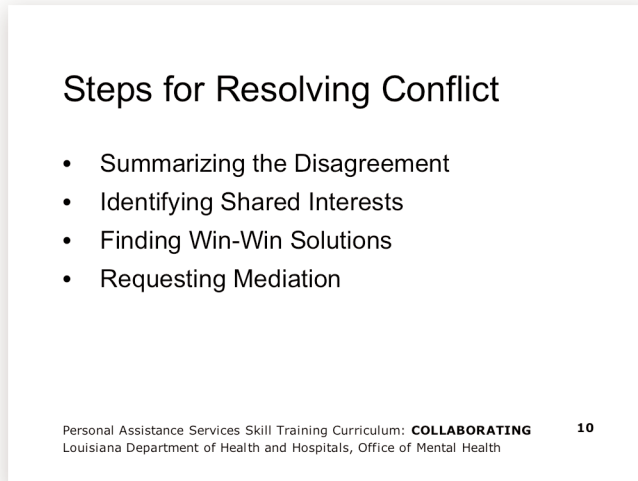 Steps for Resolving Conflict
• Summarizing the Disagreement
• Identifying Shared Interests
• Finding Win-Win Solutions
• Requesting Mediation
Personal Assistance Services Skill Training Curriculum: COLLABORATING 10
Louisiana Department of Health and Hospitals, Office of Mental Health